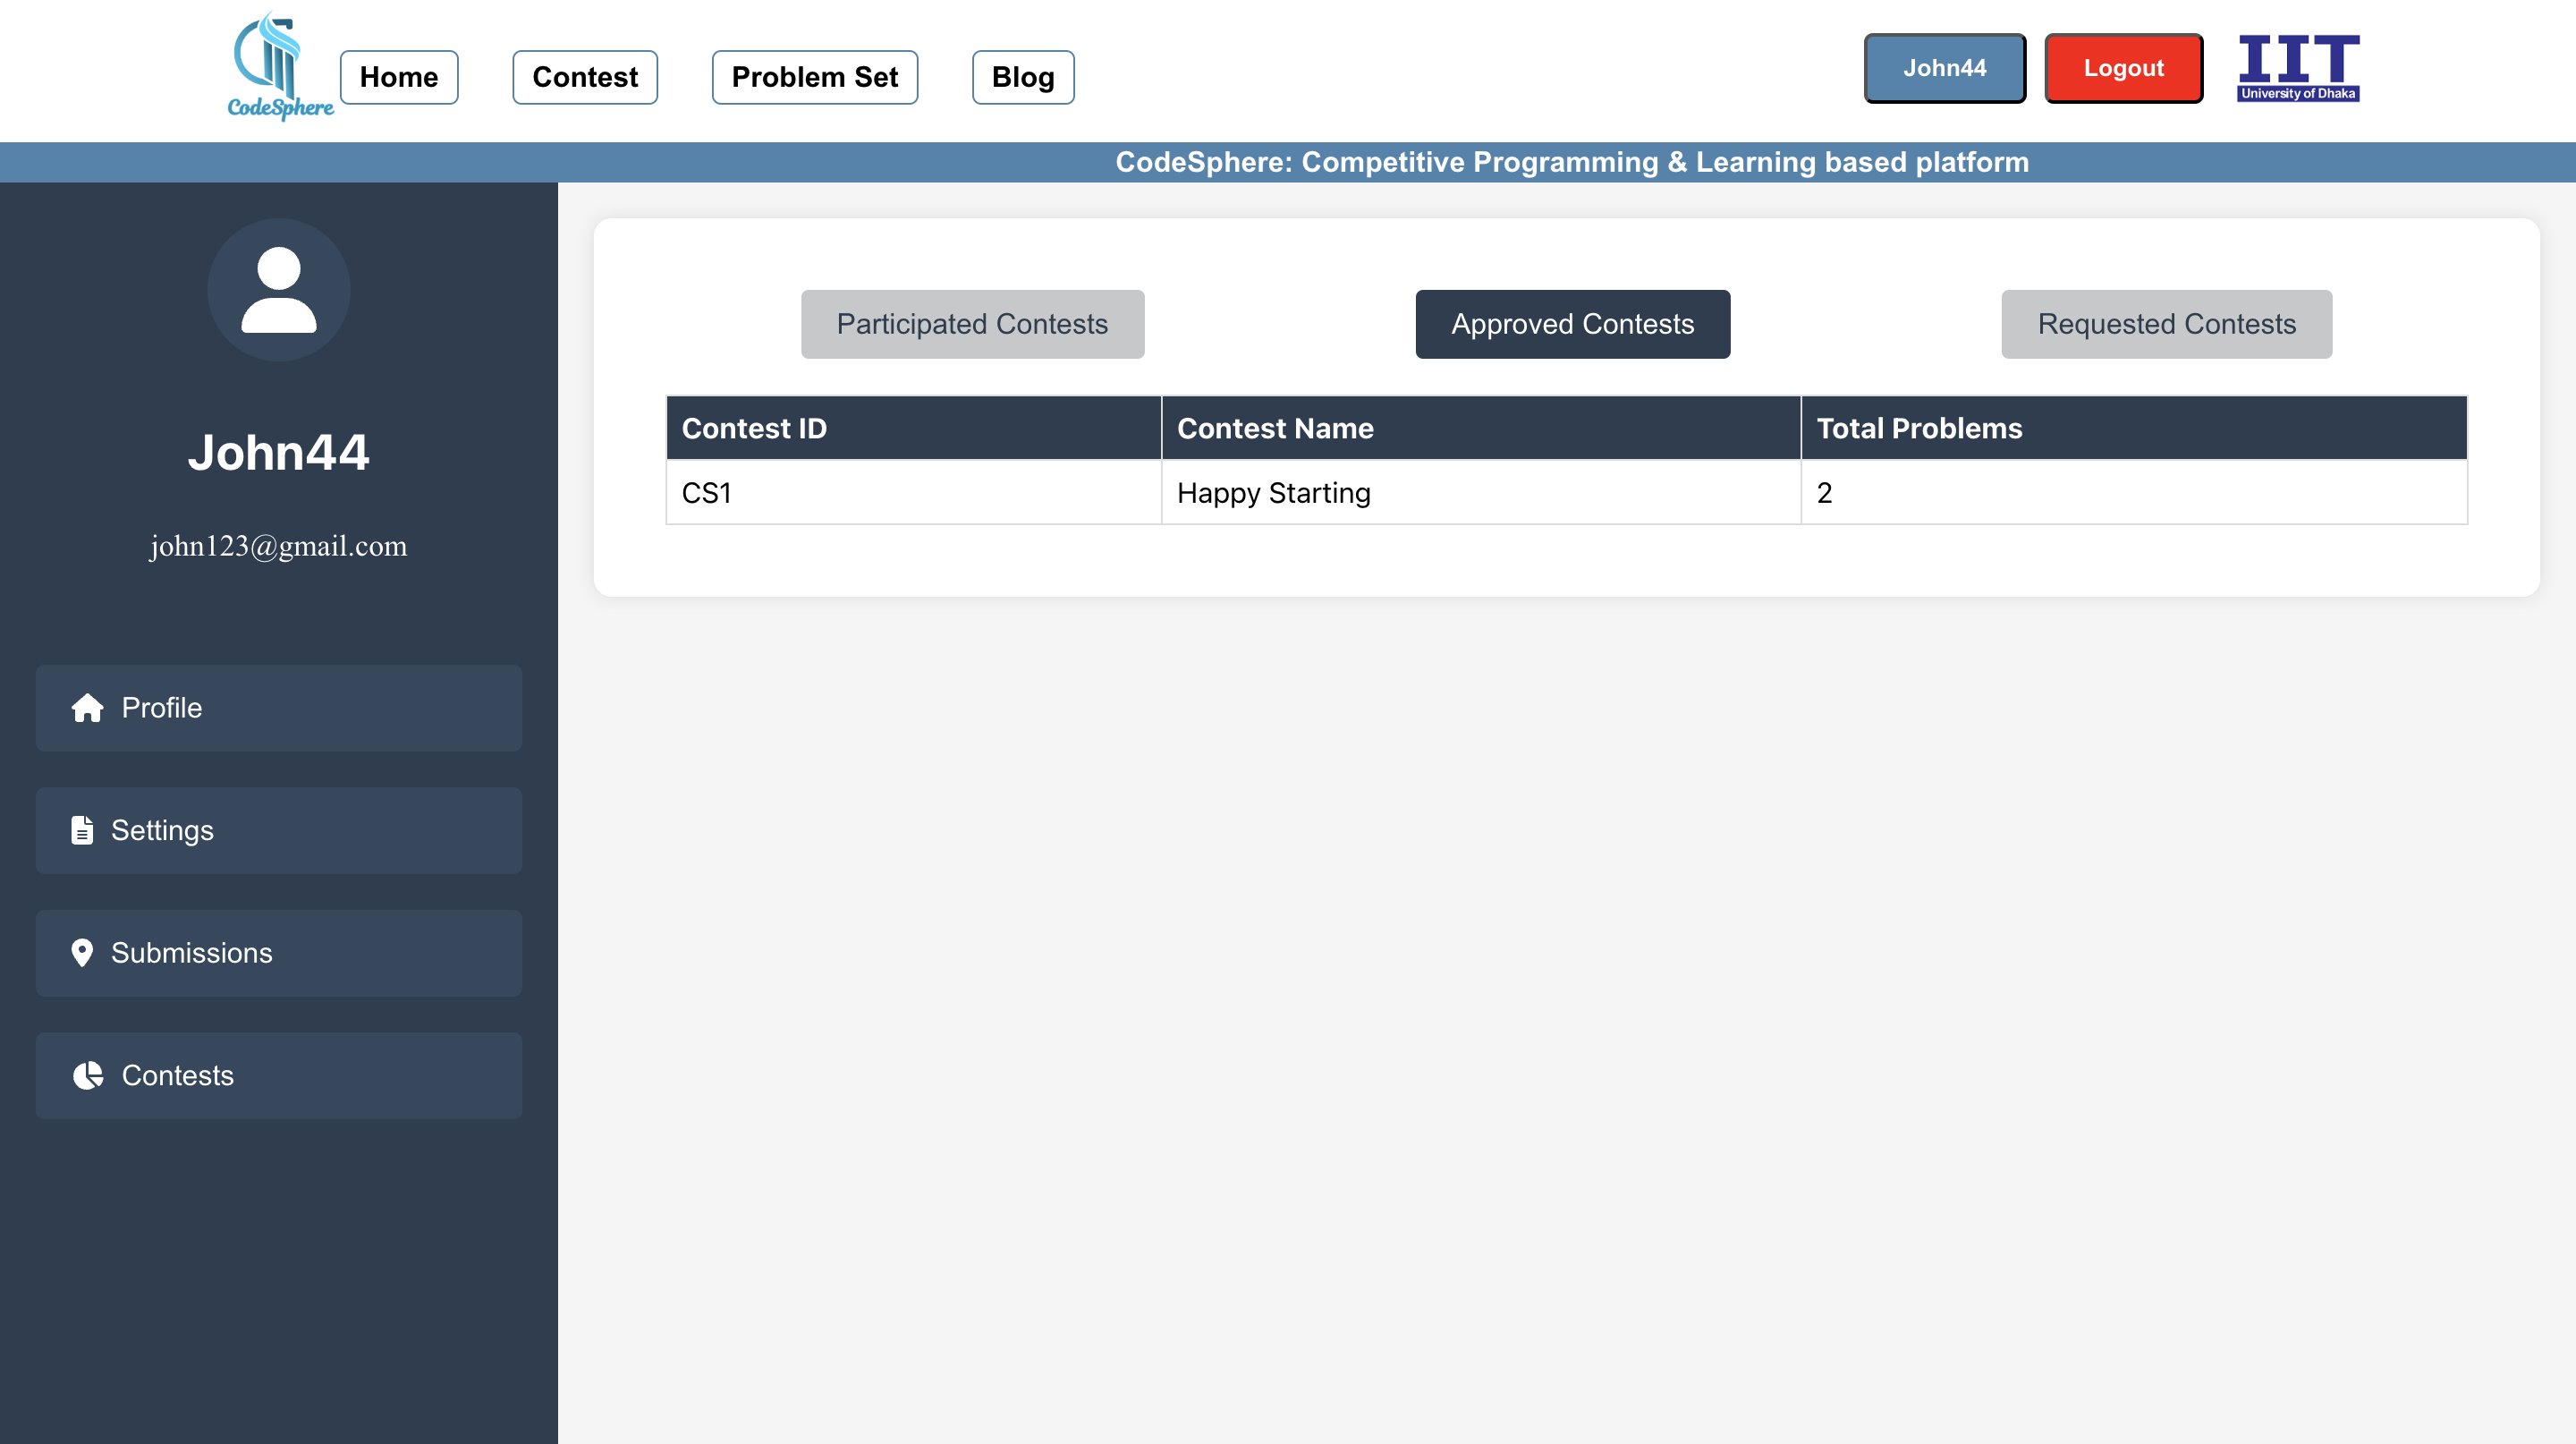 CodeSphere
Home Contest Problem Set Blog
John44 Logout
IIT
University of Dhaka
CodeSphere: Competitive Programming & Learning based platform
John44
john123@gmail.com
Profile
Settings
Submissions
Contests
Participated Contests Approved Contests Requested Contests
Contest ID Contest Name Total Problems
CS1 Happy Starting 2